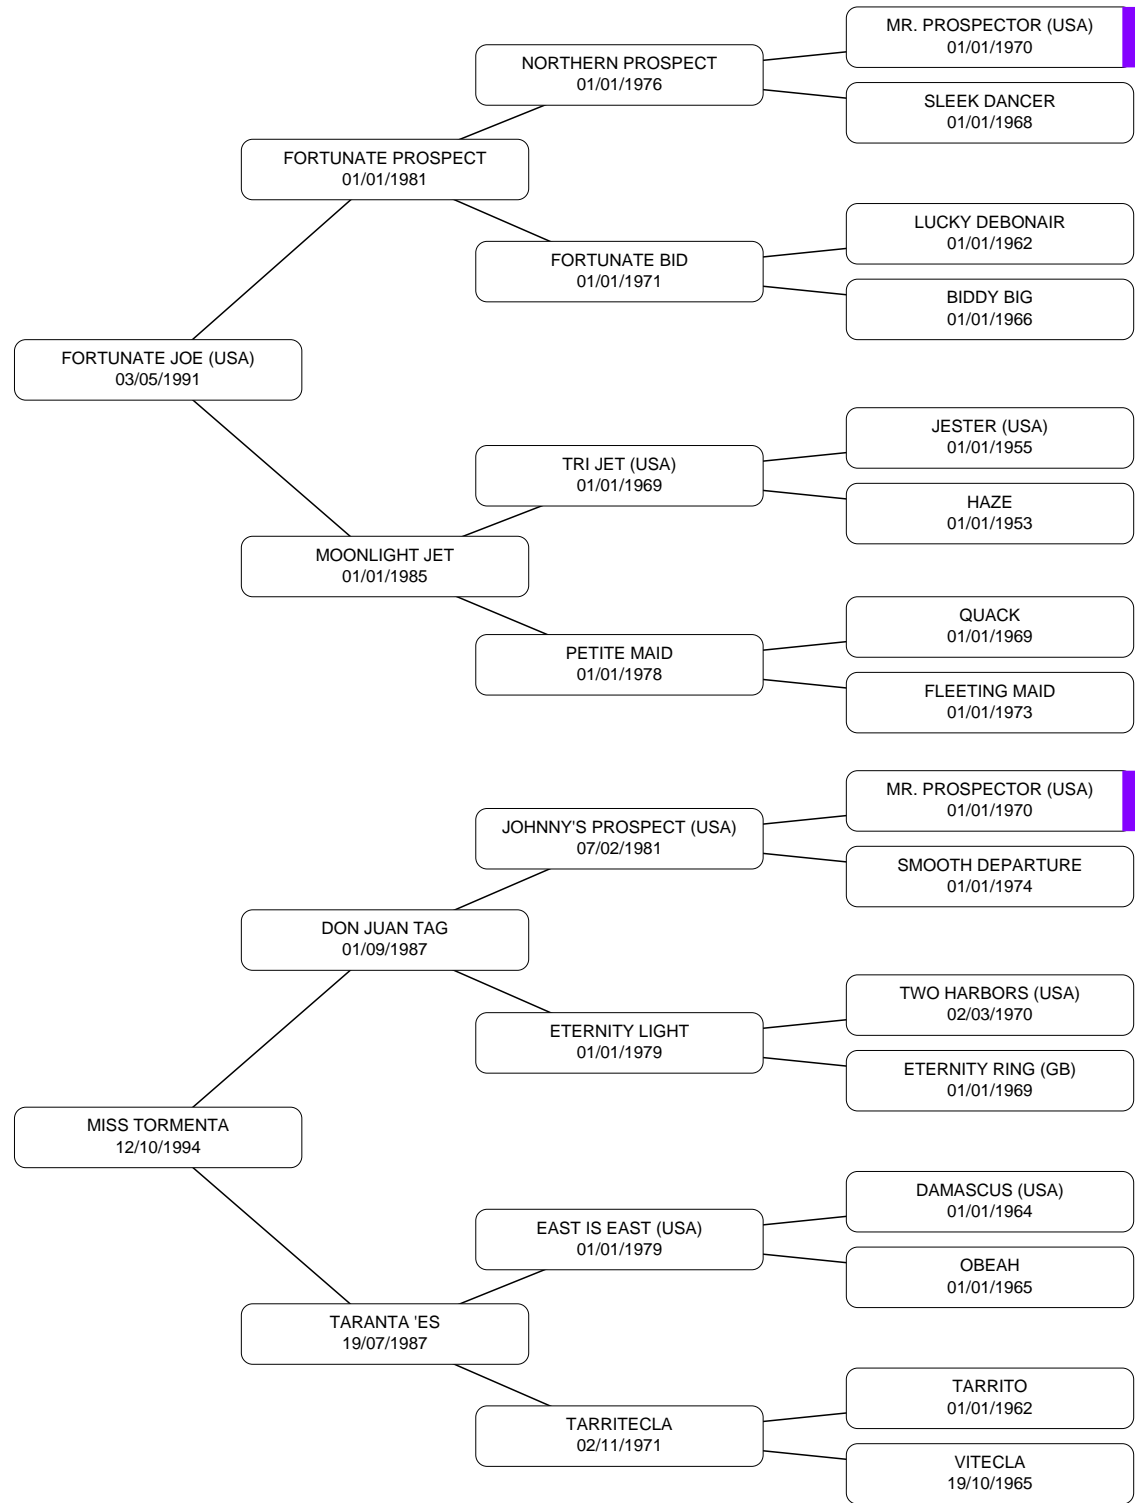 MR. PROSPECTOR (USA)
01/01/1970
NORTHERN PROSPECT
01/01/1976
SLEEK DANCER
01/01/1968
FORTUNATE PROSPECT
01/01/1981
LUCKY DEBONAIR
01/01/1962
FORTUNATE BID
01/01/1971
BIDDY BIG
01/01/1966
FORTUNATE JOE (USA)
03/05/1991
JESTER (USA)
01/01/1955
TRI JET (USA)
01/01/1969
HAZE
01/01/1953
MOONLIGHT JET
01/01/1985
QUACK
01/01/1969
PETITE MAID
01/01/1978
FLEETING MAID
01/01/1973
MR. PROSPECTOR (USA)
01/01/1970
JOHNNY'S PROSPECT (USA)
07/02/1981
SMOOTH DEPARTURE
01/01/1974
DON JUAN TAG
01/09/1987
TWO HARBORS (USA)
02/03/1970
ETERNITY LIGHT
01/01/1979
ETERNITY RING (GB)
01/01/1969
MISS TORMENTA
12/10/1994
DAMASCUS (USA)
01/01/1964
EAST IS EAST (USA)
01/01/1979
OBEAH
01/01/1965
TARANTA 'ES
19/07/1987
TARRITO
01/01/1962
TARRITECLA
02/11/1971
VITECLA
19/10/1965